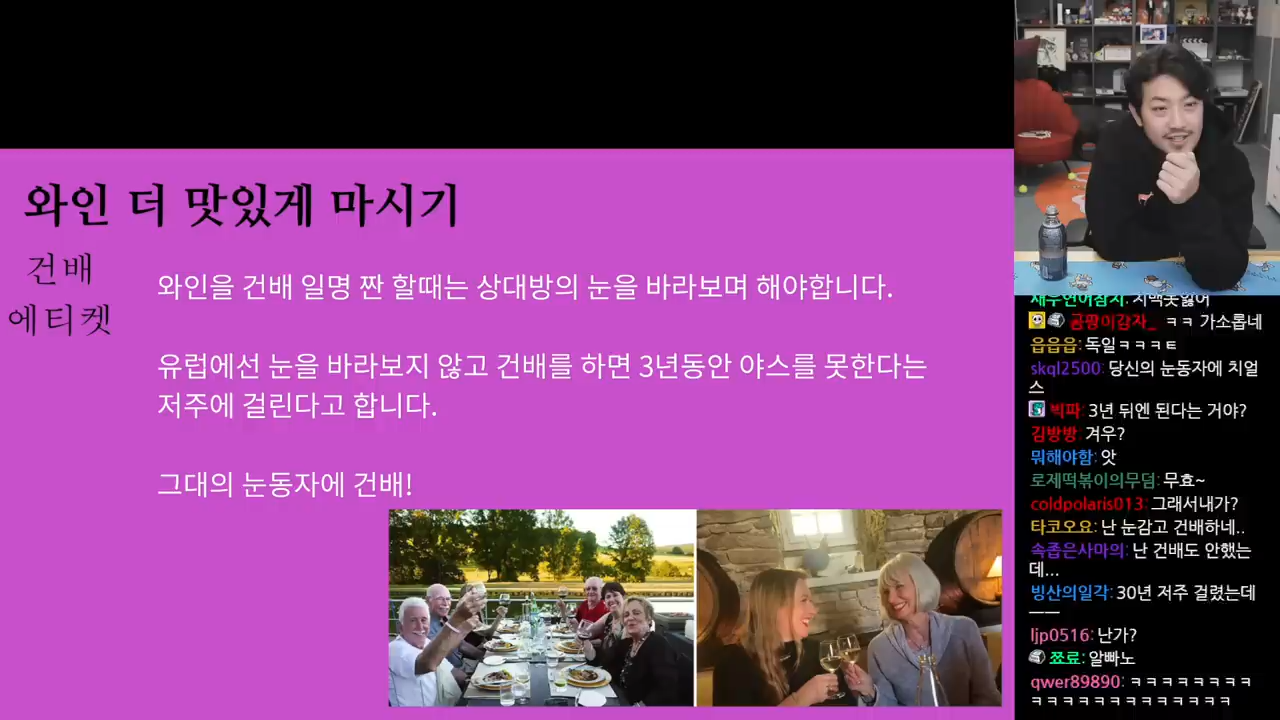 와인 더 맛있게 마시기
건배
에티켓
와인을 건배 일명 짠 할때는 상대방의 눈을 바라보며 해야합니다.
유럽에선 눈을 바라보지 않고 건배를 하면 3년동안 야스를 못한다는
저주에 걸린다고 합니다.
그대의 눈동자에 건배!
곰팡이감자_ ㅋㅋ 가소롭네
읍읍읍: 독일ㅋㅋㅋㅌ
skql2500: 당신의 눈동자에 치얼
스
빅파: 3년 뒤엔 된다는 거야?
김방방: 겨우?
뭐해야함: 앗
로제떡볶이의무덤: 무효~
coldpolaris013: 그래서내가?
타코오요: 난 눈감고 건배하네..
속좁은사마의: 난 건배도 안했는
데...
빙산의일각: 30년 저주 걸렸는데
ㅡㅡ
ljp0516: 난가?
쬬료: 알빠노
qwer89890: ㅋㅋㅋㅋㅋㅋㅋㅋ
ㅋㅋㅋㅋㅋㅋㅋㅋㅋㅋㅋㅋㅋ